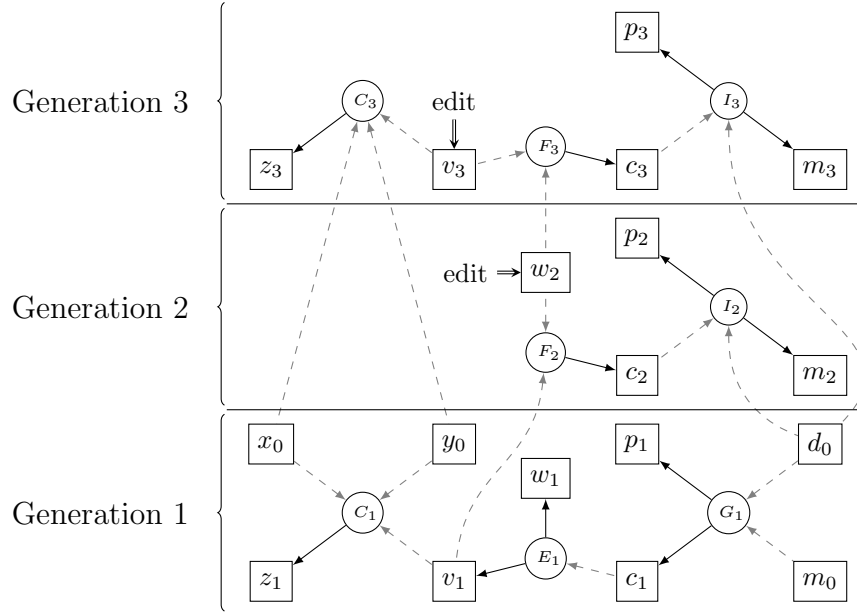 p₃
Generation 3
C₃
edit
I₃
F₃
z₃
v₃
c₃
m₃
p₂
edit
w₂
Generation 2
I₂
F₂
c₂
m₂
x₀
y₀
p₁
d₀
w₁
Generation 1
C₁
G₁
E₁
z₁
v₁
c₁
m₀